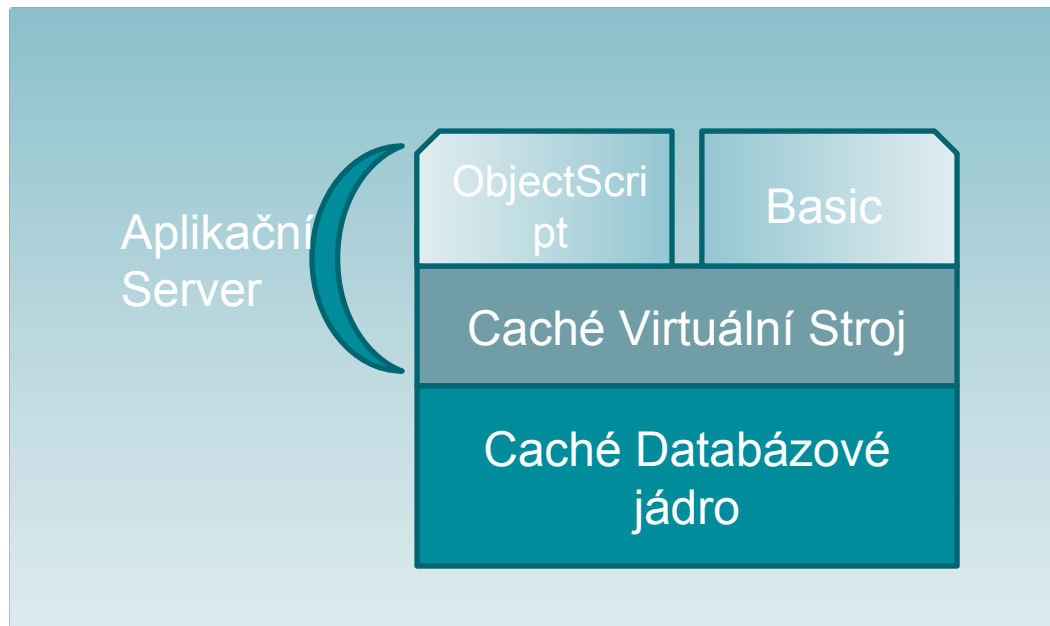 ObjectScri
pt
Basic
Aplikační
Server
Caché Virtuální Stroj
Caché Databázové
jádro